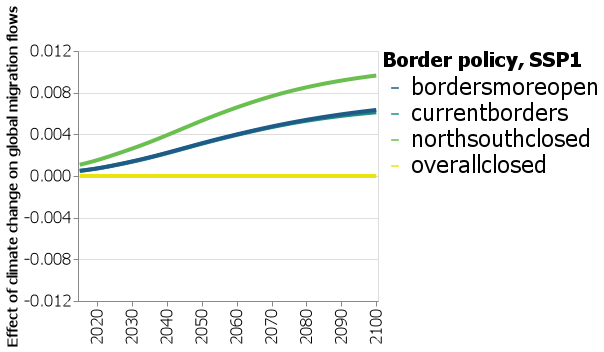 Effect of climate change on global migration flows
0.012
0.008
0.004
0.000
-0.004
-0.008
-0.012
2020
2030
2040
2050
2060
2070
2080
2090
2100
Border policy, SSP1
bordersmoreopen
currentborders
northsouthclosed
overallclosed